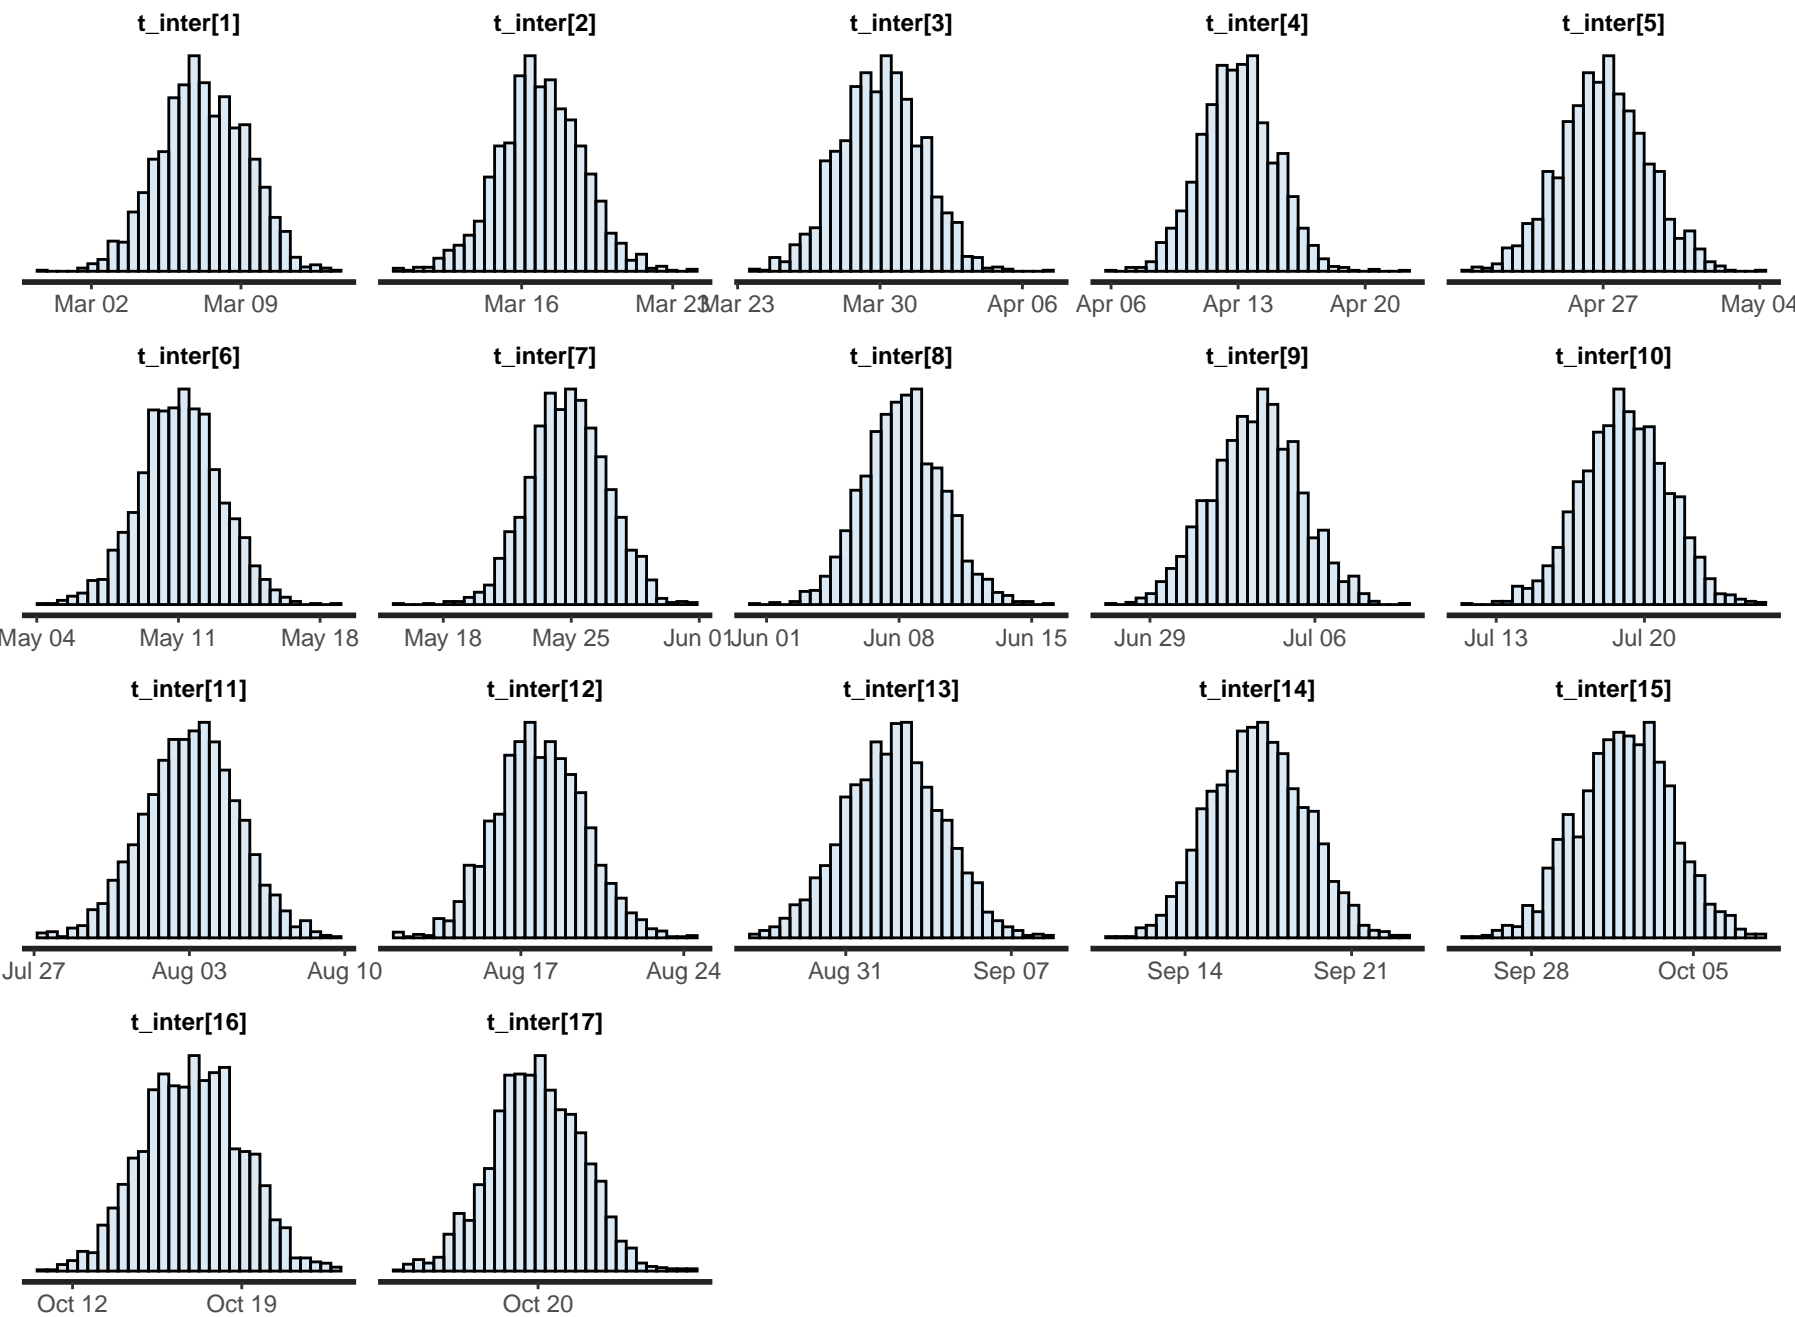 t_inter[1] t_inter[2] t_inter[3] t_inter[4] t_inter[5]
Mar 02 Mar 09 Mar 16 Mar 23 Mar 23 Mar 30 Apr 06 Apr 06 Apr 13 Apr 20 Apr 27 May 04
t_inter[6] t_inter[7] t_inter[8] t_inter[9] t_inter[10]
May 04 May 11 May 18 May 18 May 25 Jun 01 Jun 01 Jun 08 Jun 15 Jun 29 Jul 06 Jul 13 Jul 20
t_inter[11] t_inter[12] t_inter[13] t_inter[14] t_inter[15]
Jul 27 Aug 03 Aug 10 Aug 17 Aug 24 Aug 31 Sep 07 Sep 14 Sep 21 Sep 28 Oct 05
t_inter[16] t_inter[17]
Oct 12 Oct 19 Oct 20